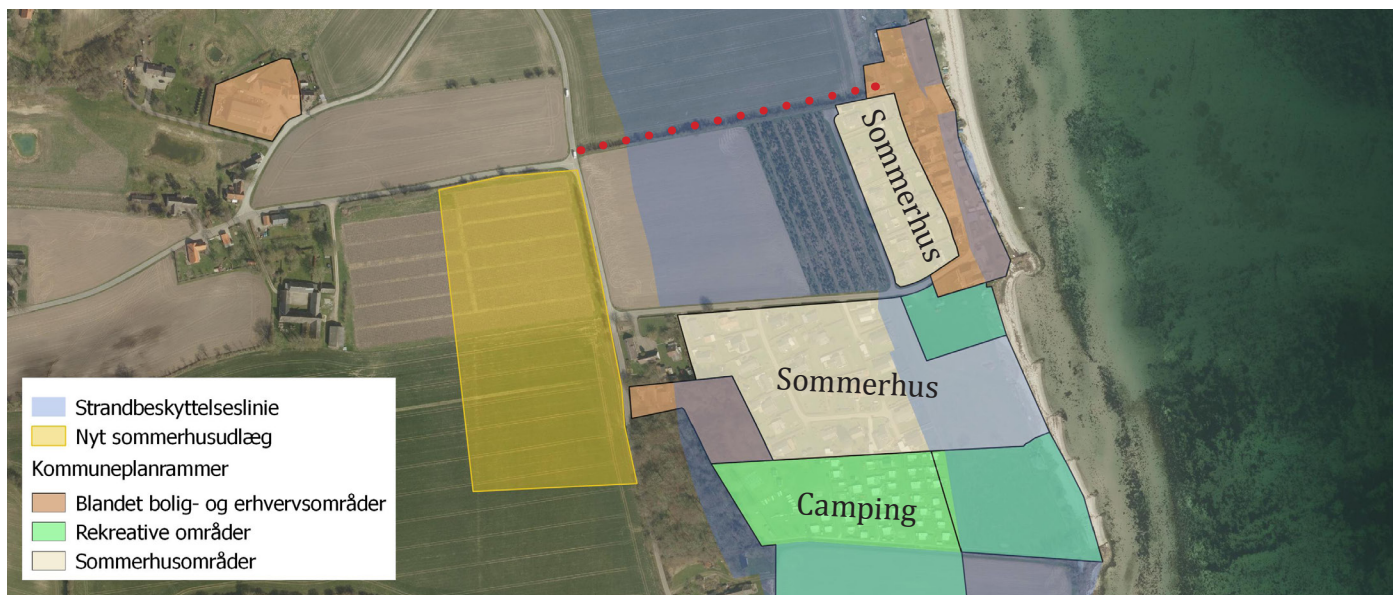 Sommerhus
Sommerhus
Camping
Strandbeskyttelseslinie
Nyt sommerhusudlæg
Kommuneplanrammer
Blandet bolig- og erhvervsområder
Rekreative områder
Sommerhusområder